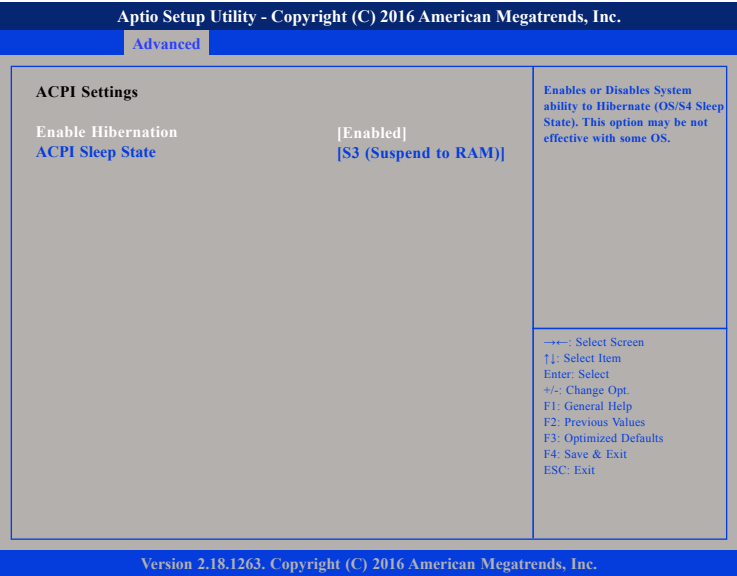 Aptio Setup Utility - Copyright (C) 2016 American Megatrends, Inc.
Advanced
ACPI Settings
Enable Hibernation [Enabled]
ACPI Sleep State [S3 (Suspend to RAM)]
Enables or Disables System
ability to Hibernate (OS/S4 Sleep
State). This option may be not
effective with some OS.
→←: Select Screen
↑↓: Select Item
Enter: Select
+/-: Change Opt.
F1: General Help
F2: Previous Values
F3: Optimized Defaults
F4: Save & Exit
ESC: Exit
Version 2.18.1263. Copyright (C) 2016 American Megatrends, Inc.